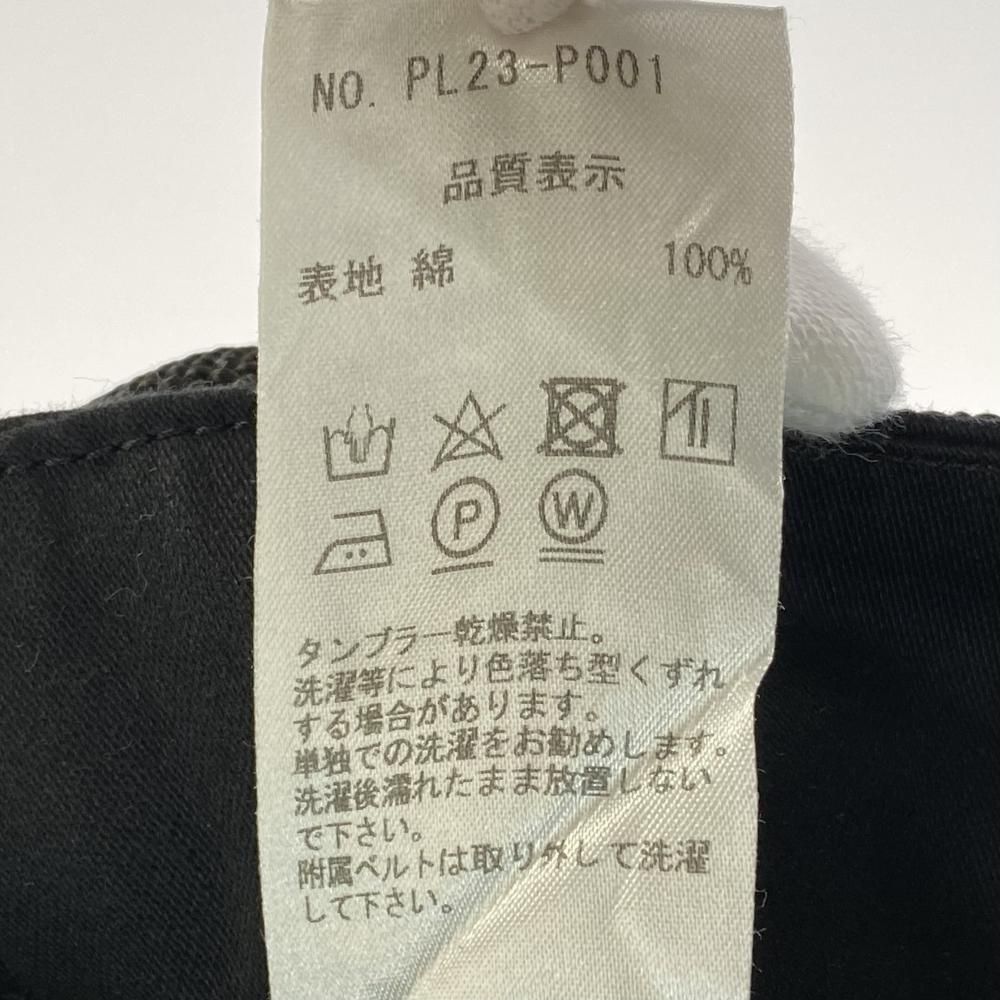 NO. PL23-P001
品質表示
表地 綿 100%
P W
タンブラー乾燥禁止。
洗濯等により色落ち型くずれ
する場合があります。
単独での洗濯をお勧めします。
洗濯後濡れたまま放置しない
で下さい。
附属ベルトは取り外して洗濯
して下さい。